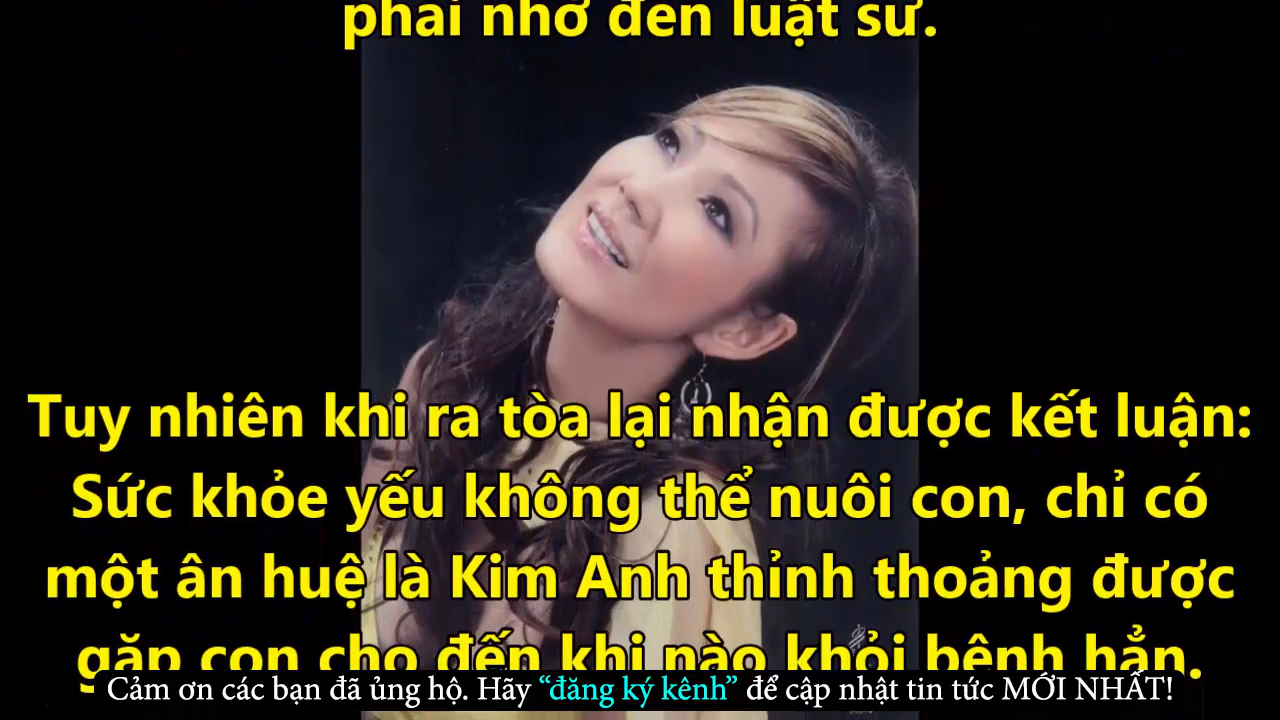 phải nhờ đến luật sư.
Tuy nhiên khi ra tòa lại nhận được kết luận:
Sức khỏe yếu không thể nuôi con, chỉ có
một ân huệ là Kim Anh thỉnh thoảng được
gặp con cho đến khi nào khỏi bệnh hẳn.
Cảm ơn các bạn đã ủng hộ. Hãy “đăng ký kênh” để cập nhật tin tức MỚI NHẤT!